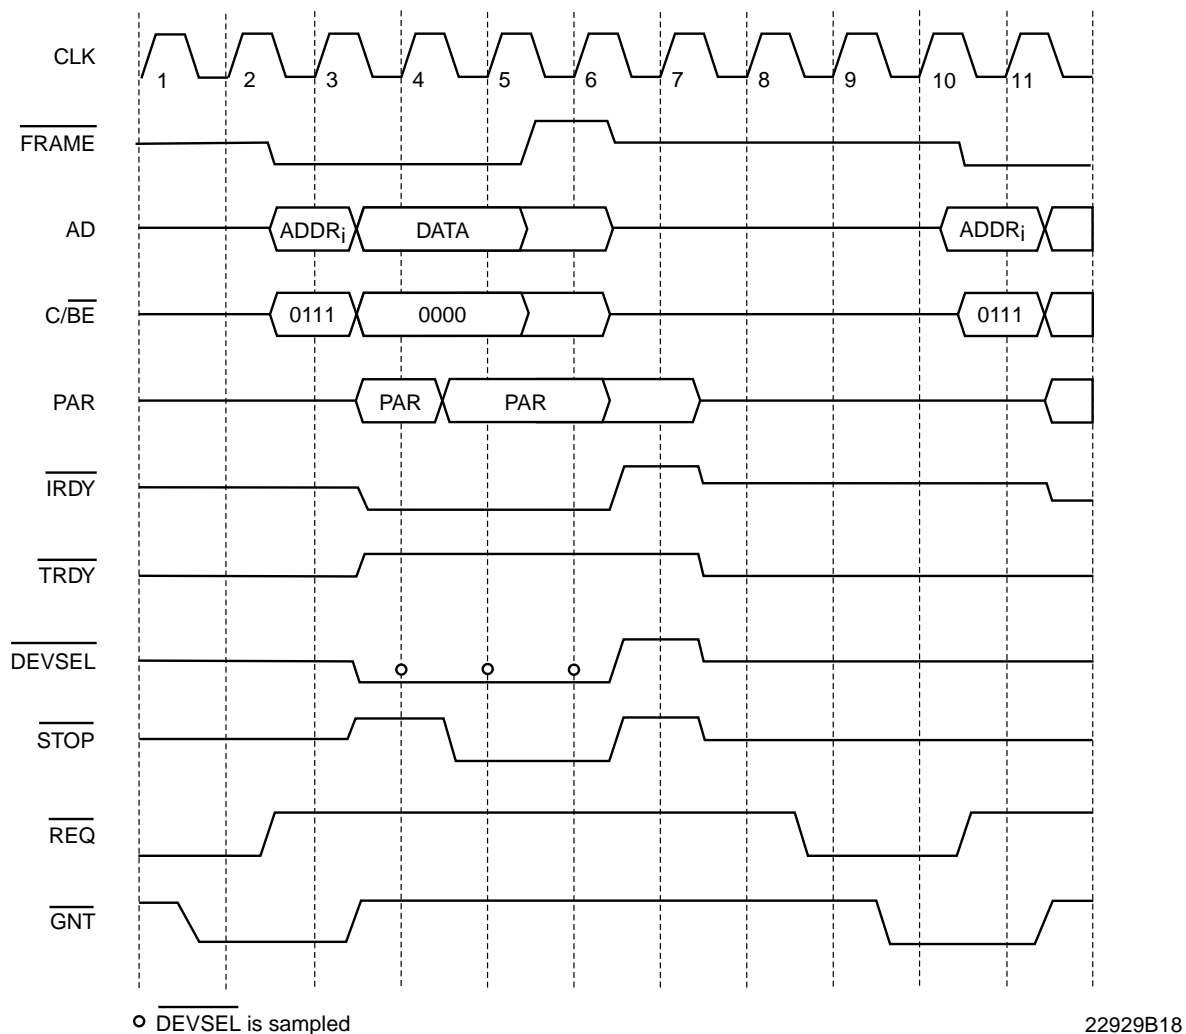 CLK
1 2 3 4 5 6 7 8 9 10 11
FRAME
AD ADDRi DATA ADDRi
C/BE 0111 0000 0111
PAR PAR PAR
IRDY
TRDY
DEVSEL
STOP
REQ
GNT
DEVSEL is sampled
22929B18